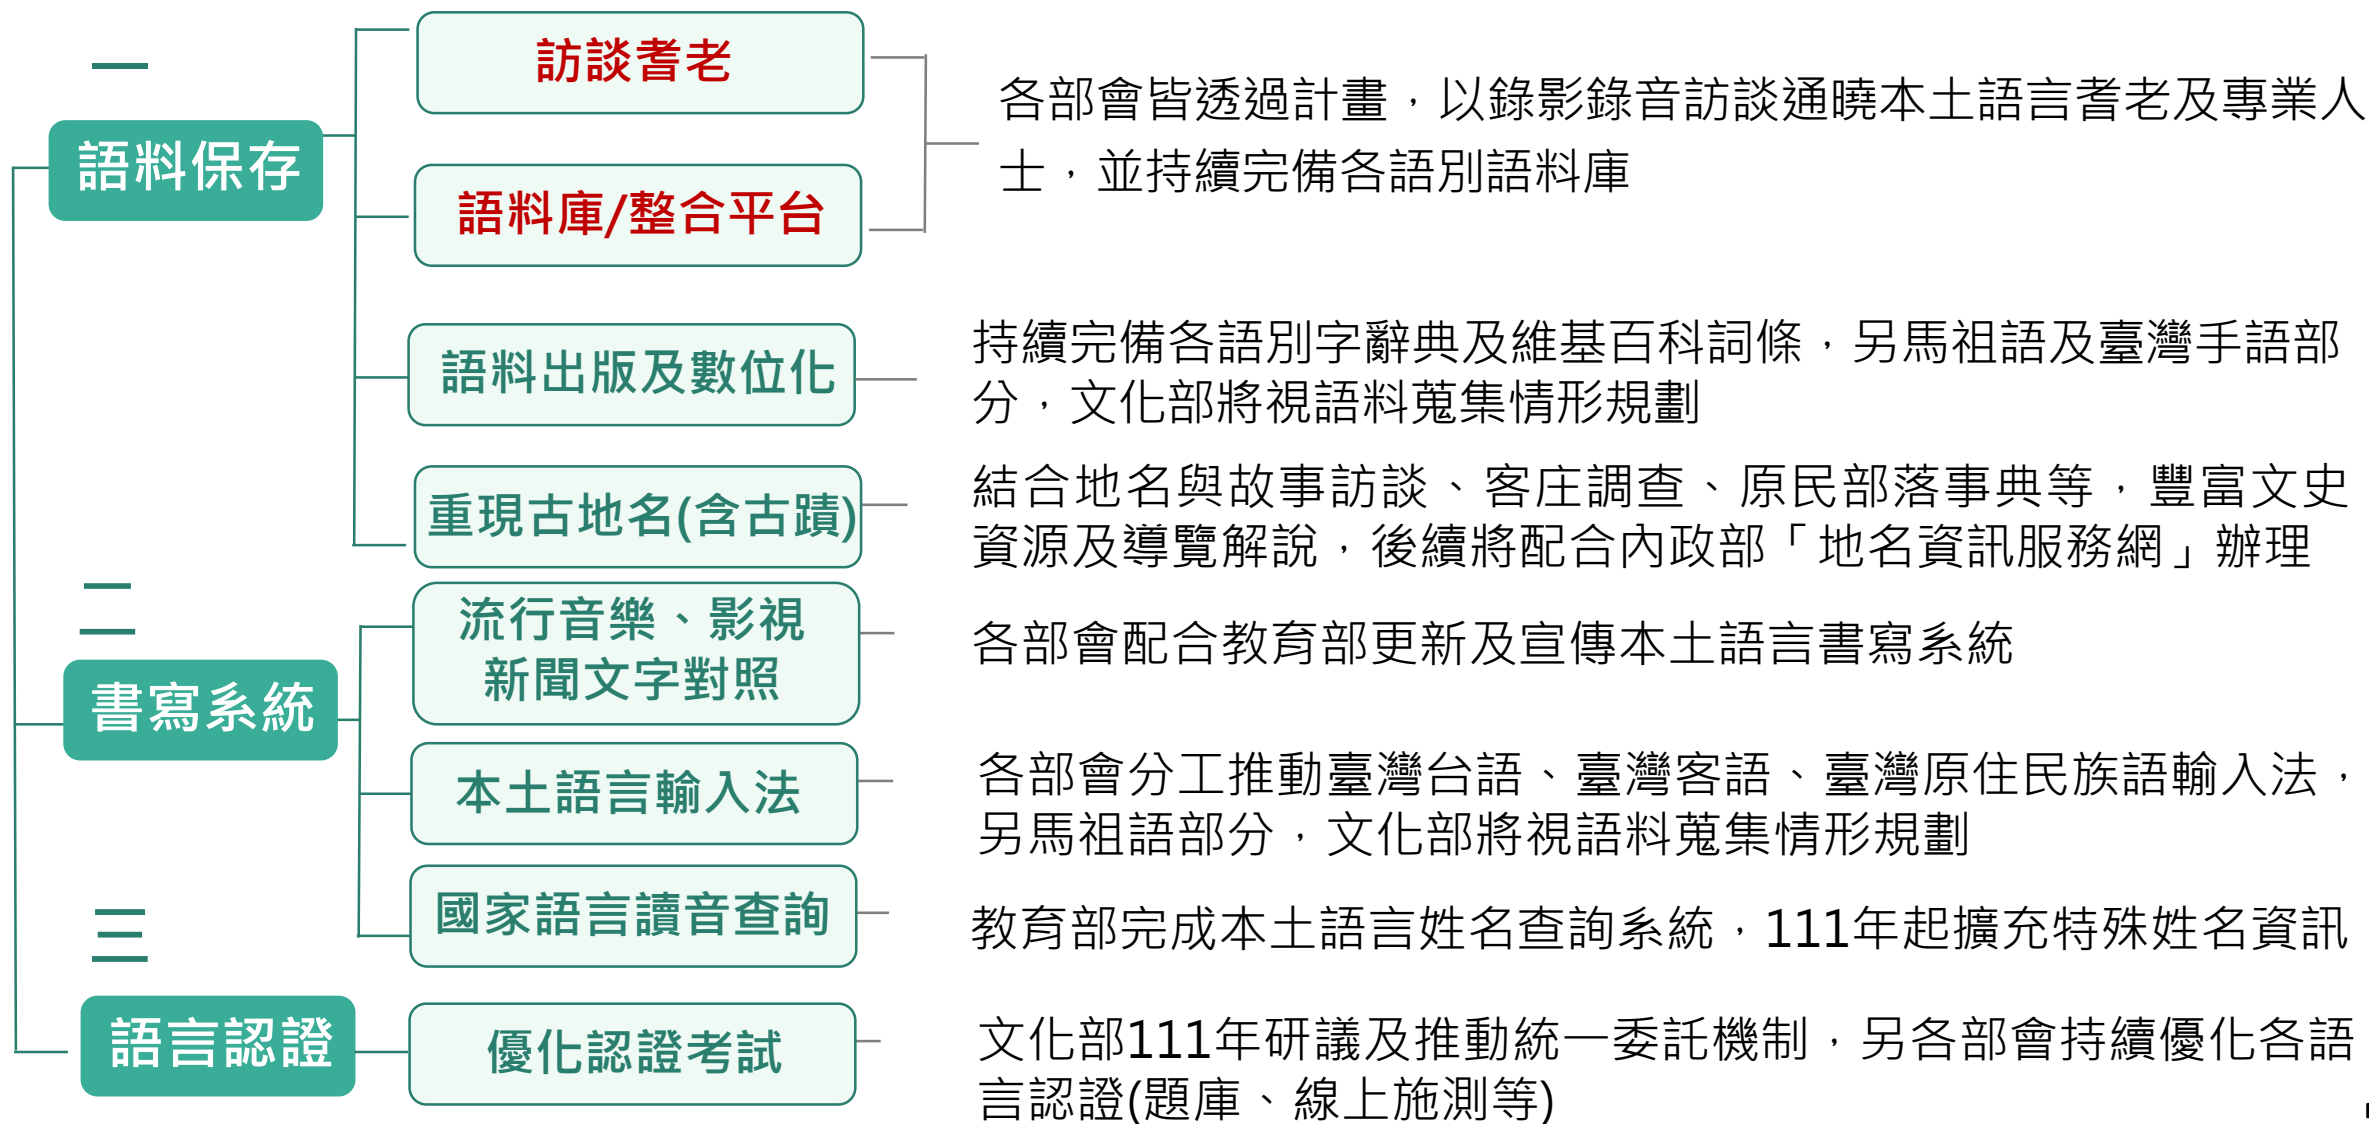 一
語料保存
訪談耆老
語料庫/整合平台
各部會皆透過計畫，以錄影錄音訪談通曉本土語言耆老及專業人
士，並持續完備各語別語料庫
語料出版及數位化
持續完備各語別字辭典及維基百科詞條，另馬祖語及臺灣手語部
分，文化部將視語料蒐集情形規劃
重現古地名(含古蹟)
結合地名與故事訪談、客庄調查、原民部落事典等，豐富文史
資源及導覽解說，後續將配合內政部「地名資訊服務網」辦理
二
書寫系統
流行音樂、影視
新聞文字對照
各部會配合教育部更新及宣傳本土語言書寫系統
本土語言輸入法
各部會分工推動臺灣台語、臺灣客語、臺灣原住民族語輸入法，
另馬祖語部分，文化部將視語料蒐集情形規劃
國家語言讀音查詢
教育部完成本土語言姓名查詢系統，111年起擴充特殊姓名資訊
三
語言認證
優化認證考試
文化部111年研議及推動統一委託機制，另各部會持續優化各語
言認證(題庫、線上施測等)